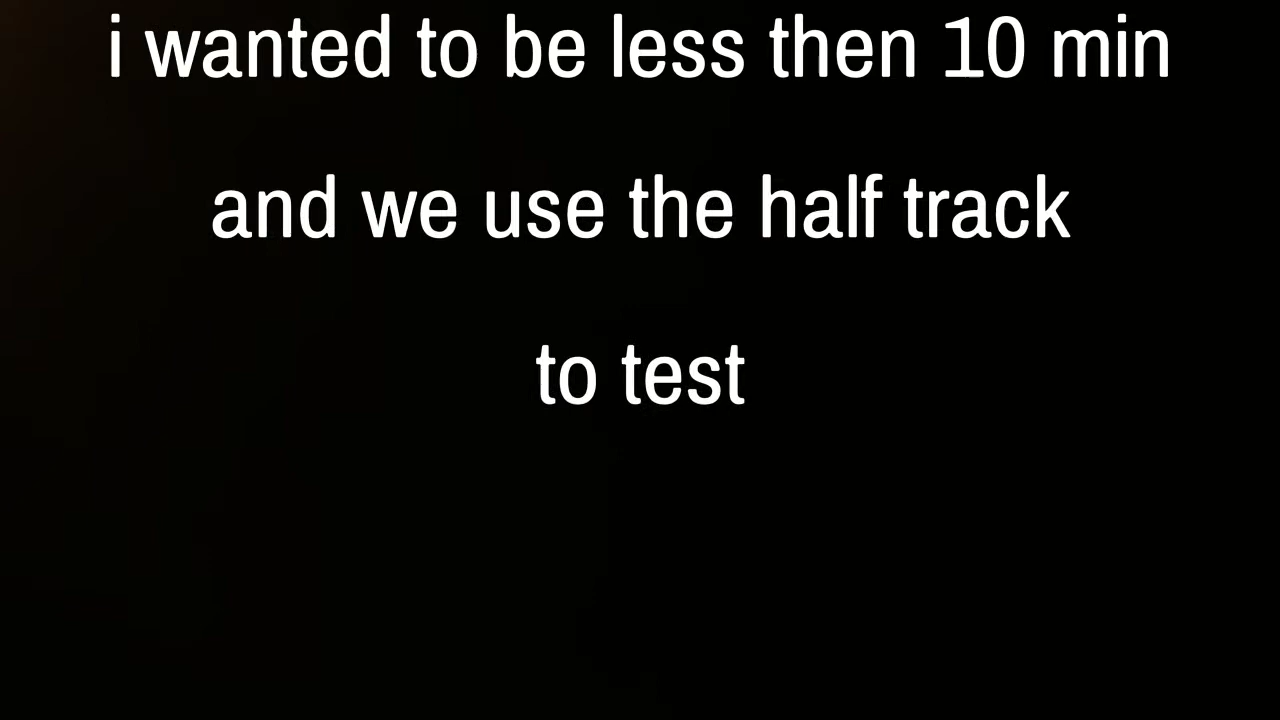 i wanted to be less then 10 min
and we use the half track
to test